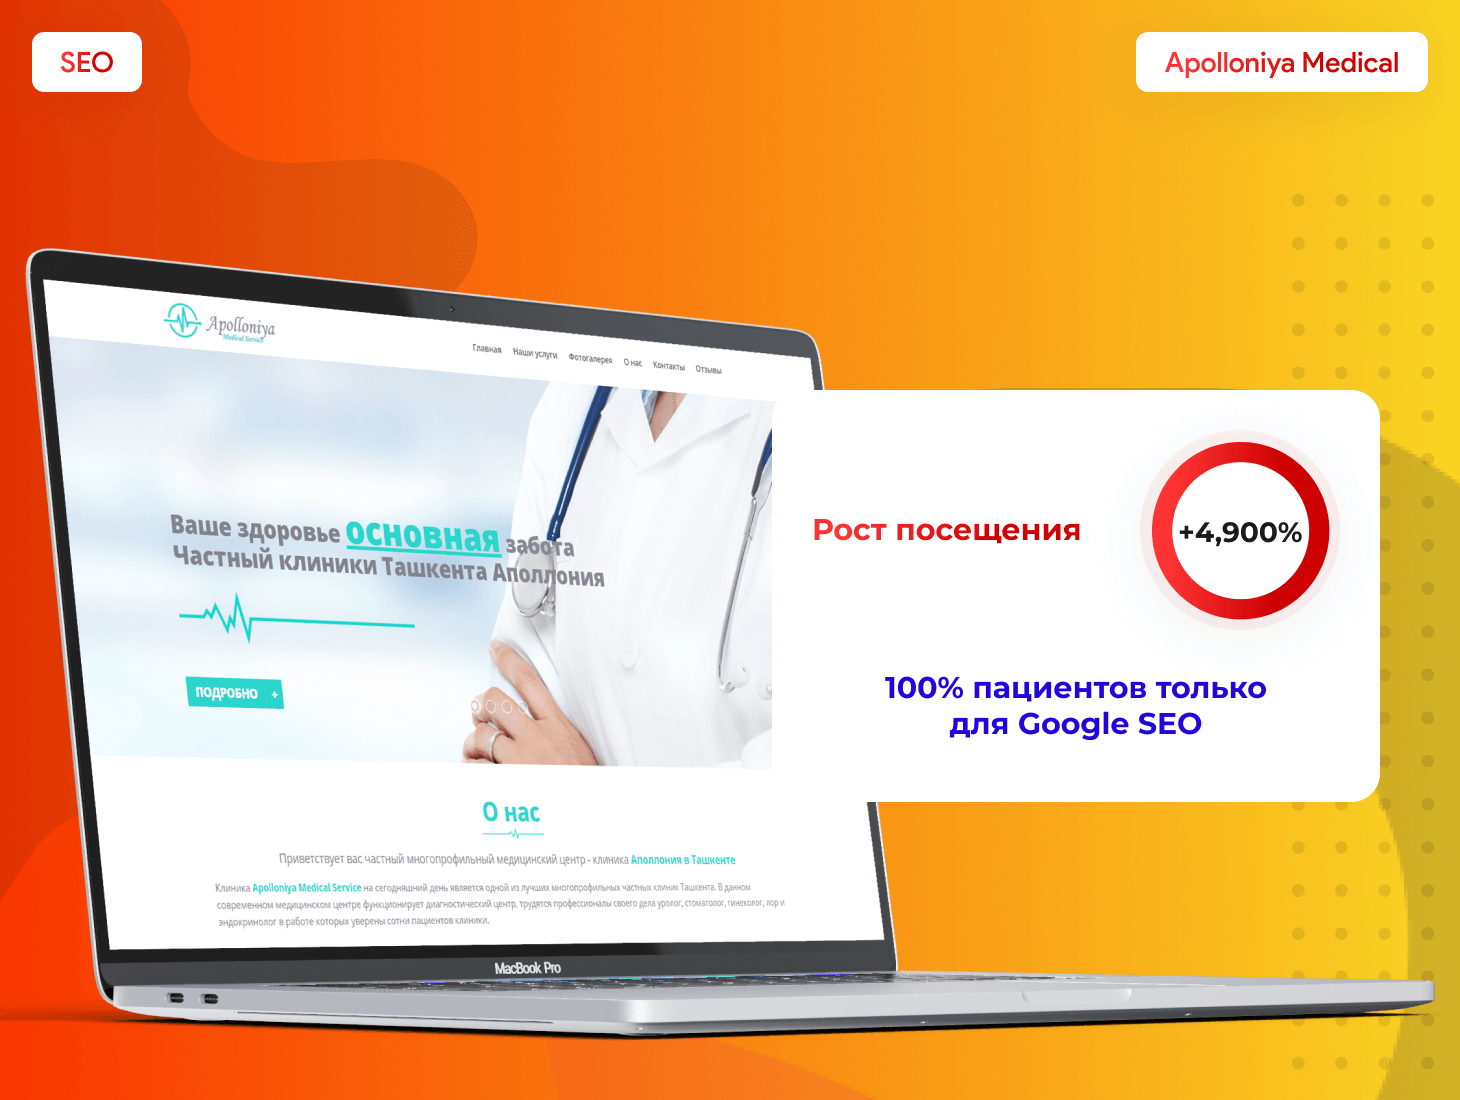 SEO
Apolloniya Medical
Apolloniya
Medical Service
Главная Наши услуги Фотогалерея О нас Контакты Отзывы
Ваше здоровье основная забота
Частный клиники Ташкента Аполлония
ПОДРОБНО +
Рост посещения
+4,900%
100% пациентов только
для Google SEO
О нас
Приветствует вас частный многопрофильный медицинский центр - клиника Аполлония в Ташкенте
Клиника Apolloniya Medical Service на сегодняшний день является одной из лучших многопрофильных частных клиник Ташкента. В данном
современном медицинском центре функционирует диагностический центр, трудятся профессионалы своего дела уролог, стоматолог, гинеколог, лор и
эндокринолог в работе которых уверены сотни пациентов клиники.
MacBook Pro